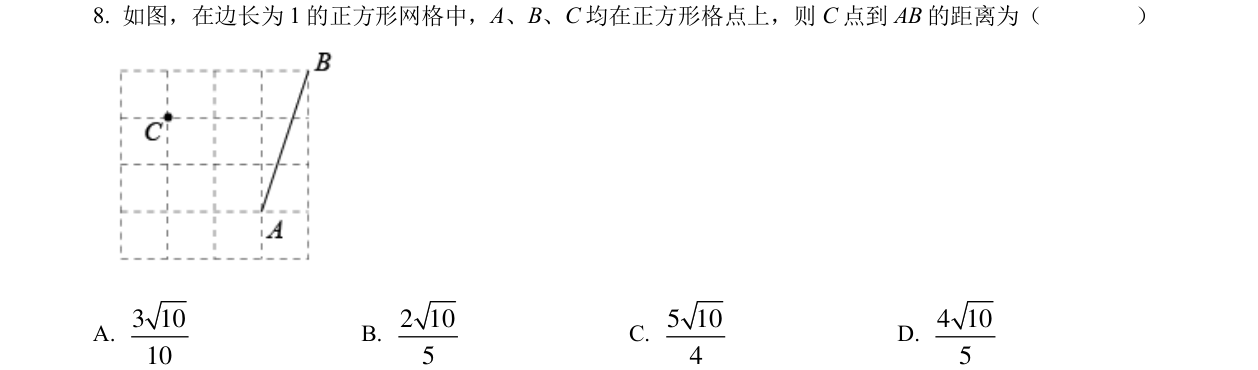 8. 如图，在边长为 1 的正方形网格中，A、B、C 均在正方形格点上，则 C 点到 AB 的距离为（　　　　）
B
C
A
A. 3√10/10　　B. 2√10/5　　C. 5√10/4　　D. 4√10/5